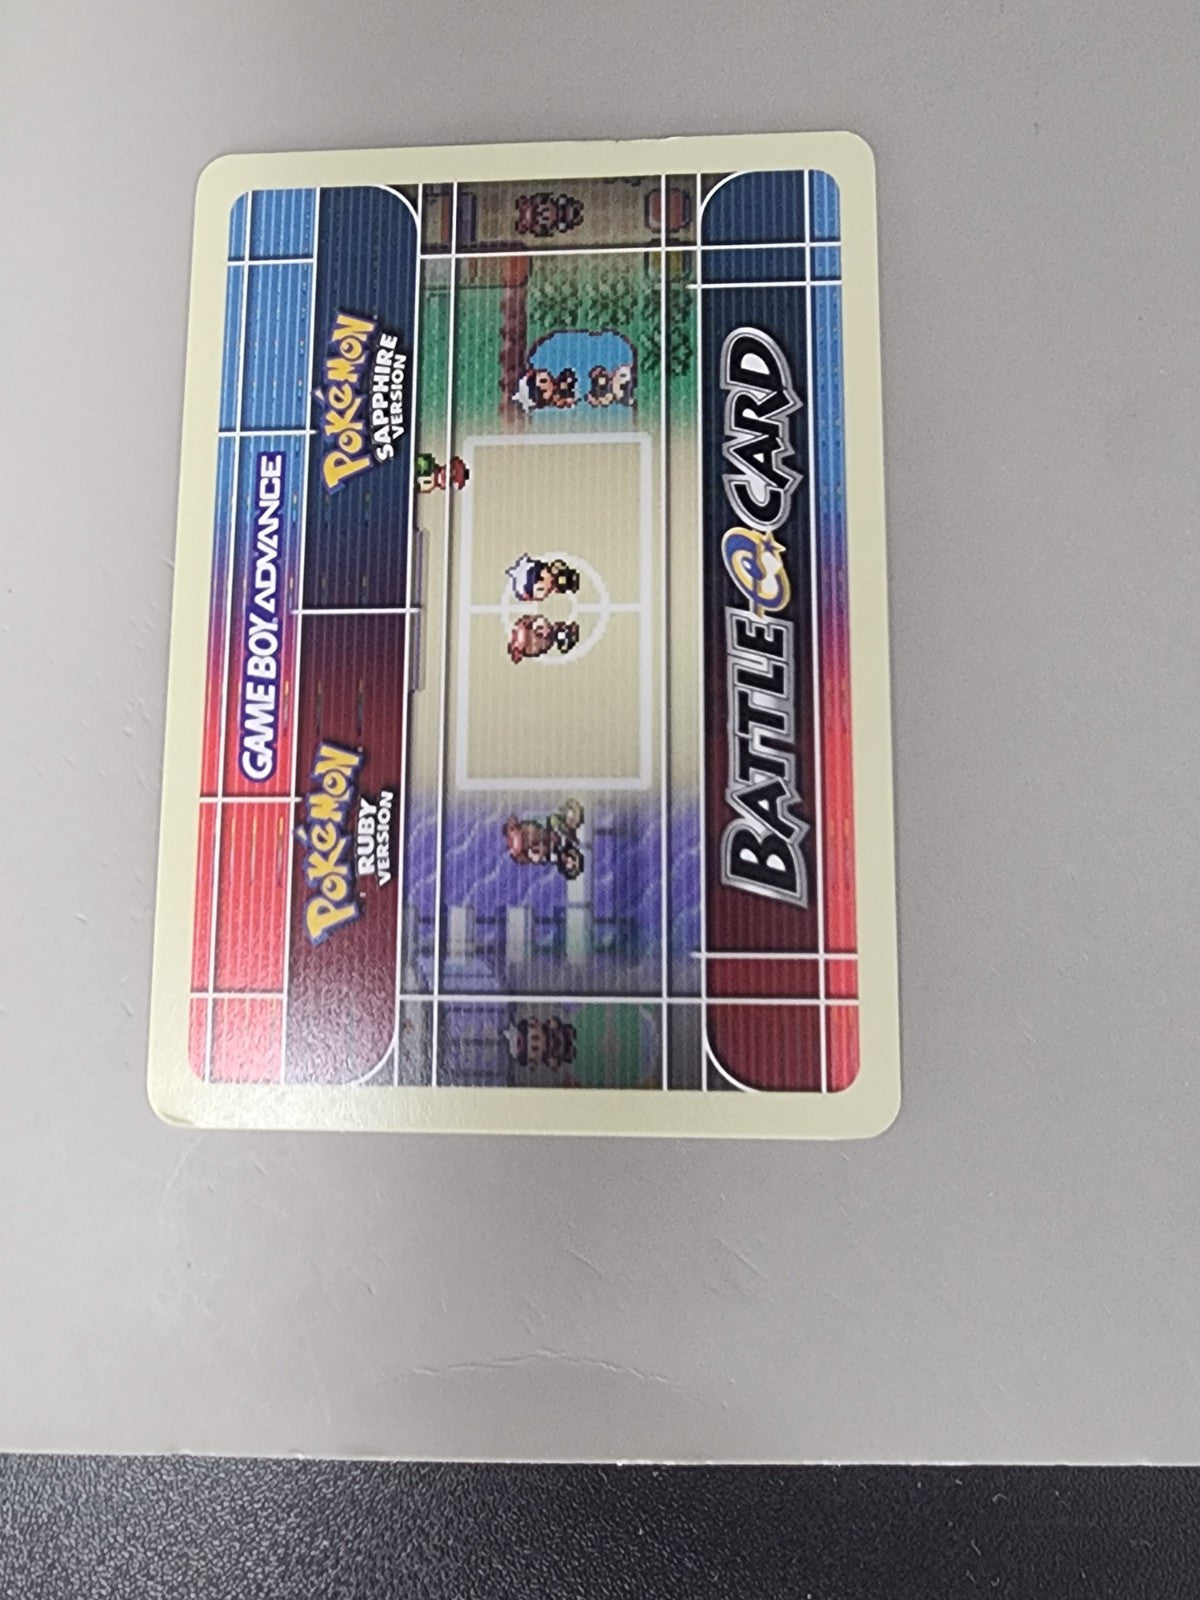 GAME BOY ADVANCE
POKéMON
RUBY
VERSION
POKéMON
SAPPHIRE
VERSION
BATTLE e CARD